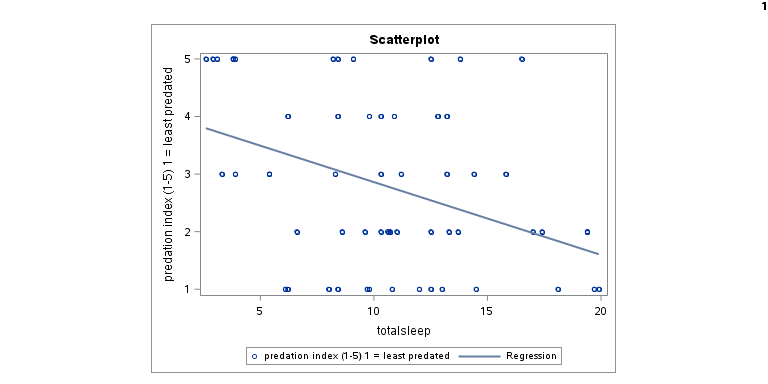 1
Scatterplot
predation index (1-5) 1 = least predated
5
4
3
2
1
5
10
15
20
totalsleep
predation index (1-5) 1 = least predated
Regression